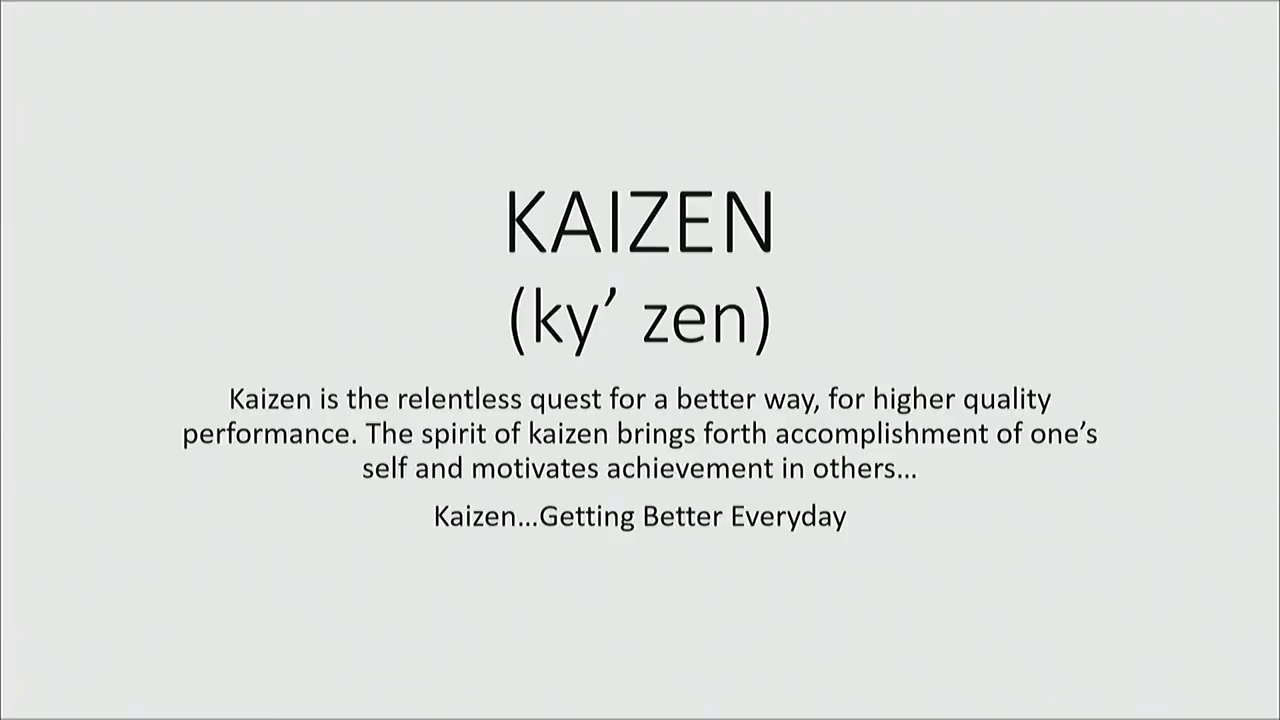 KAIZEN
(ky’ zen)
Kaizen is the relentless quest for a better way, for higher quality
performance. The spirit of kaizen brings forth accomplishment of one’s
self and motivates achievement in others…
Kaizen…Getting Better Everyday